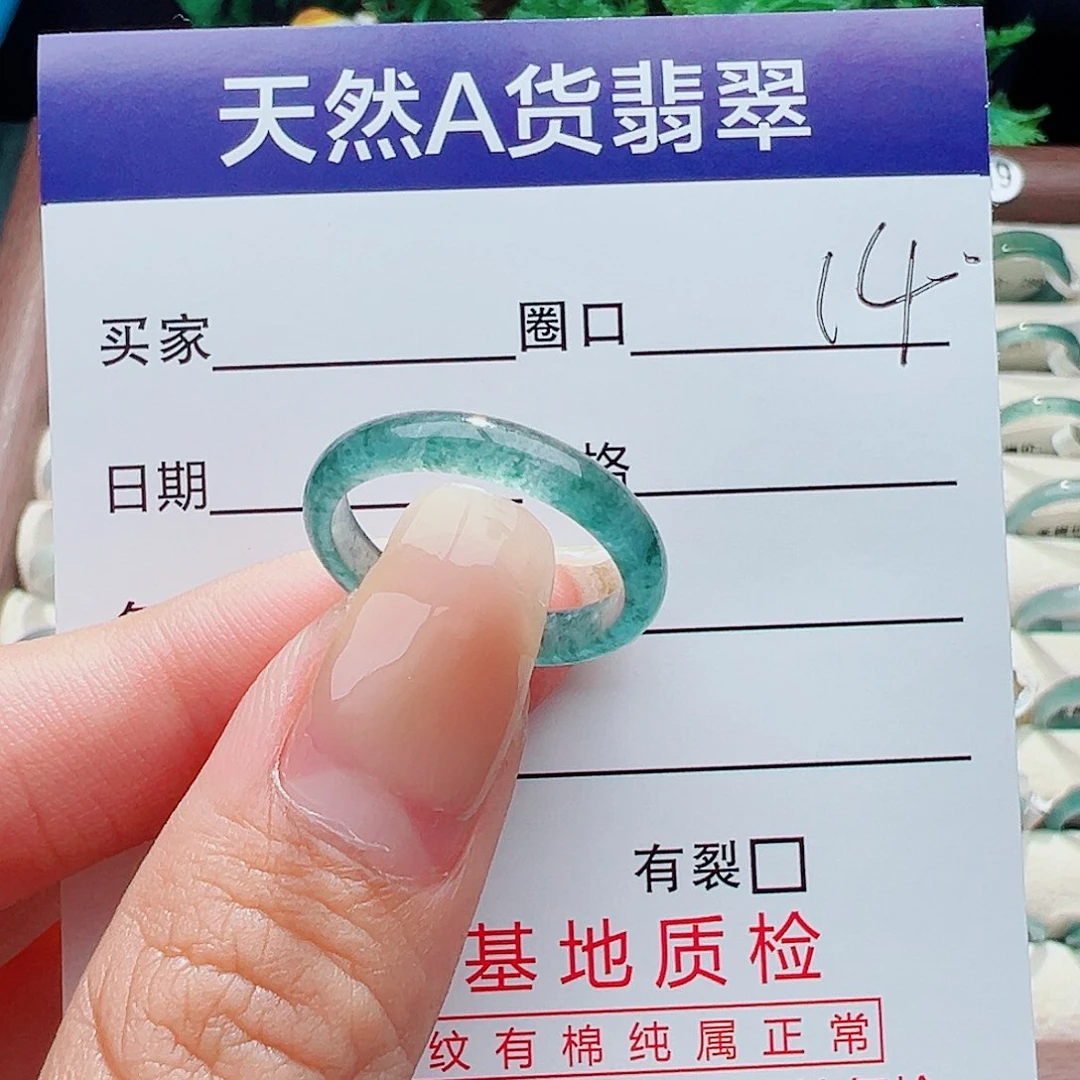 天然A货翡翠
买家 圈口 14
日期 格
有裂
基地质检
纹有棉纯属正常